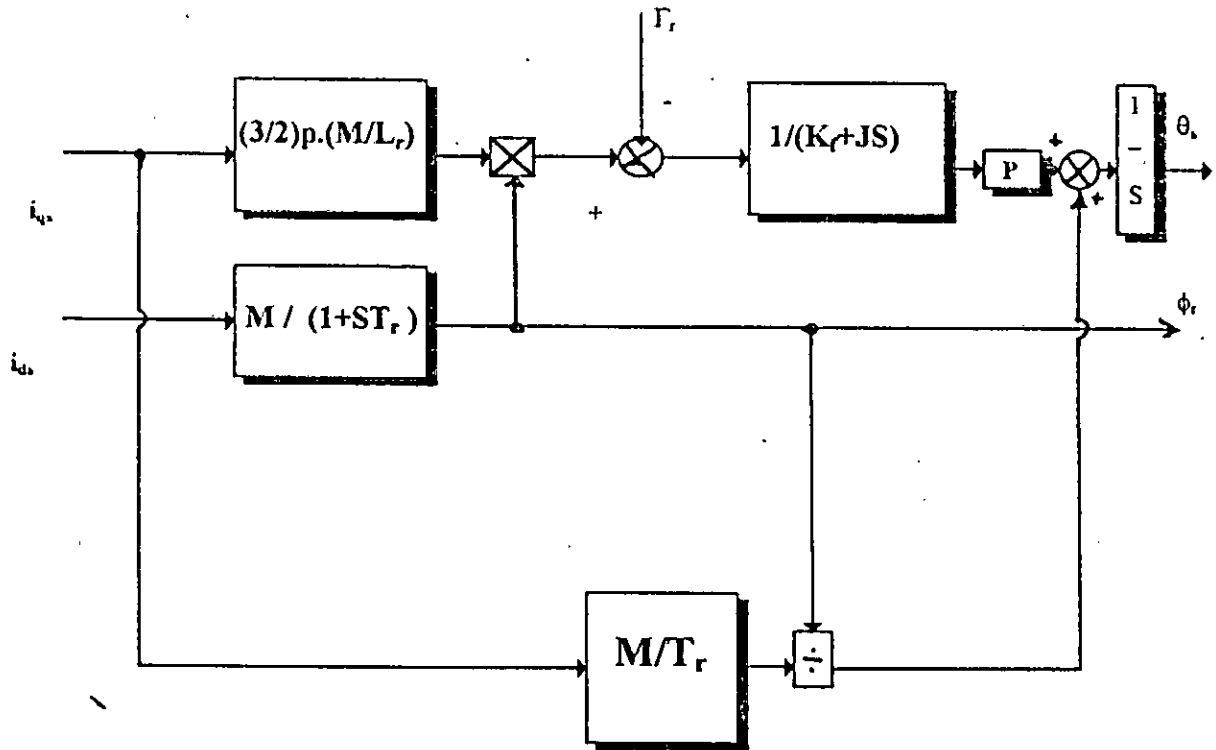 Γr
(3/2)p.(M/Lr)
-
1/(Kf+JS)
P
+
+
1
S
θs
iqs
+
M / (1+STr)
φr
ids
M/Tr
÷